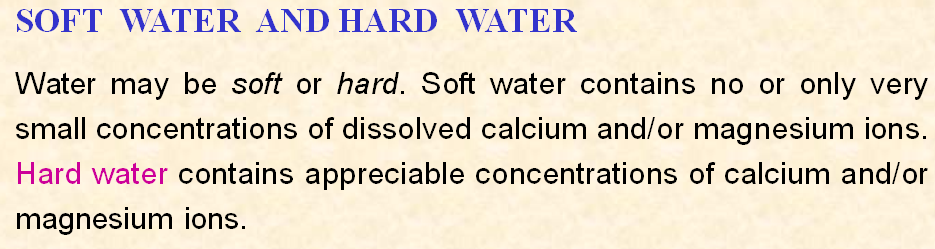 SOFT WATER AND HARD WATER
Water may be soft or hard. Soft water contains no or only very
small concentrations of dissolved calcium and/or magnesium ions.
Hard water contains appreciable concentrations of calcium and/or
magnesium ions.